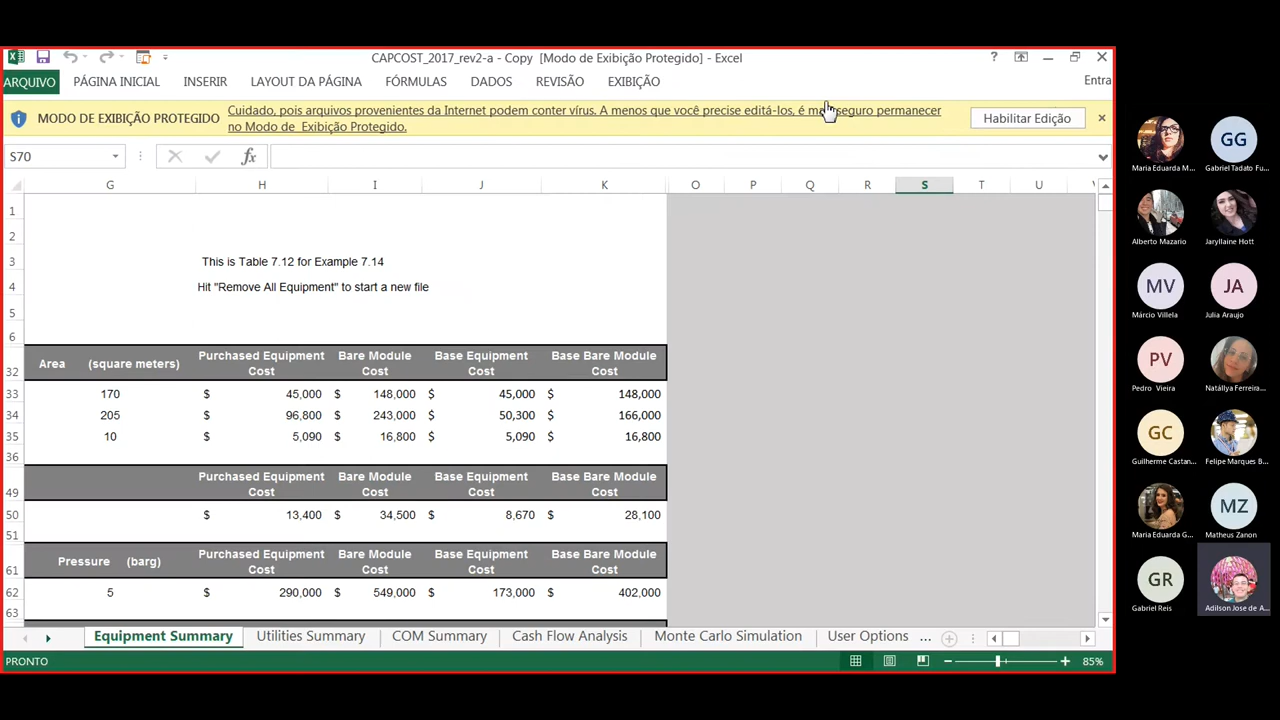 CAPCOST_2017_rev2-a - Copy [Modo de Exibição Protegido] - Excel
ARQUIVO PÁGINA INICIAL INSERIR LAYOUT DA PÁGINA FÓRMULAS DADOS REVISÃO EXIBIÇÃO Entra
MODO DE EXIBIÇÃO PROTEGIDO Cuidado, pois arquivos provenientes da Internet podem conter vírus. A menos que você precise editá-los, é seguro permanecer
no Modo de Exibição Protegido.
Habilitar Edição
S70 fx
G H I J K O P Q R S T U
1
2
3 This is Table 7.12 for Example 7.14
4 Hit "Remove All Equipment" to start a new file
5
6
32 Area (square meters) Purchased Equipment Cost Bare Module Cost Base Equipment Cost Base Bare Module Cost
33 170 $ 45,000 $ 148,000 $ 45,000 $ 148,000
34 205 $ 96,800 $ 243,000 $ 50,300 $ 166,000
35 10 $ 5,090 $ 16,800 $ 5,090 $ 16,800
36
49 Purchased Equipment Cost Bare Module Cost Base Equipment Cost Base Bare Module Cost
50 $ 13,400 $ 34,500 $ 8,670 $ 28,100
51
61 Pressure (barg) Purchased Equipment Cost Bare Module Cost Base Equipment Cost Base Bare Module Cost
62 5 $ 290,000 $ 549,000 $ 173,000 $ 402,000
63
Equipment Summary Utilities Summary COM Summary Cash Flow Analysis Monte Carlo Simulation User Options ...
PRONTO 85%
Maria Eduarda M...
GG
Gabriel Tadato Fu...
Alberto Mazario
Jaryllaine Hott
MV
Márcio Villela
JA
Julia Araujo
PV
Pedro Vieira
Natállya Ferreira...
GC
Guilherme Castan...
Felipe Marques B...
Maria Eduarda G...
MZ
Matheus Zanon
GR
Gabriel Reis
Adilson Jose de A...